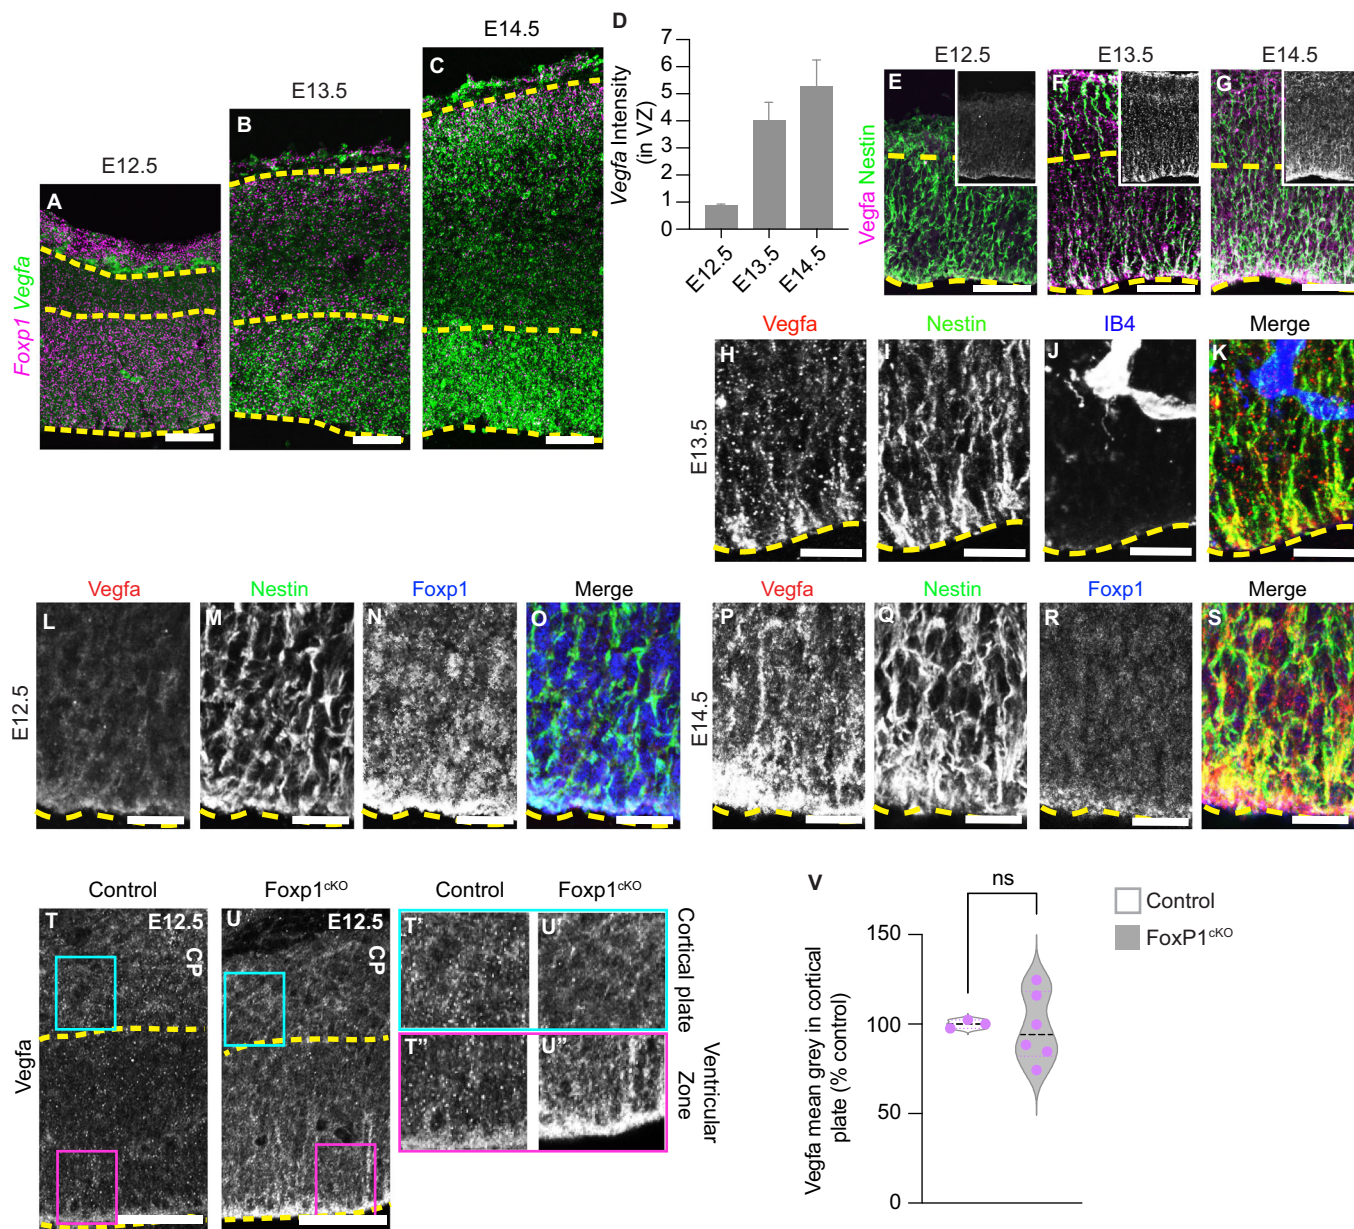 E12.5
E13.5
E14.5
A
B
C
Foxp1 Vegfa
D
Vegfa Intensity
(in VZ)
7
6
5
4
3
2
1
0
E12.5
E13.5
E14.5
E12.5
E13.5
E14.5
E
F
G
Vegfa Nestin
Vegfa
Nestin
IB4
Merge
H
I
J
K
E13.5
Vegfa
Nestin
Foxp1
Merge
L
M
N
O
E12.5
Vegfa
Nestin
Foxp1
Merge
P
Q
R
S
E14.5
Control
Foxp1cKO
Control
Foxp1cKO
T
E12.5
CP
U
E12.5
CP
Vegfa
T'
U'
Cortical plate
T"
U"
Ventricular
Zone
V
ns
Control
FoxP1cKO
Vegfa mean grey in cortical
plate (% control)
150
100
50
0